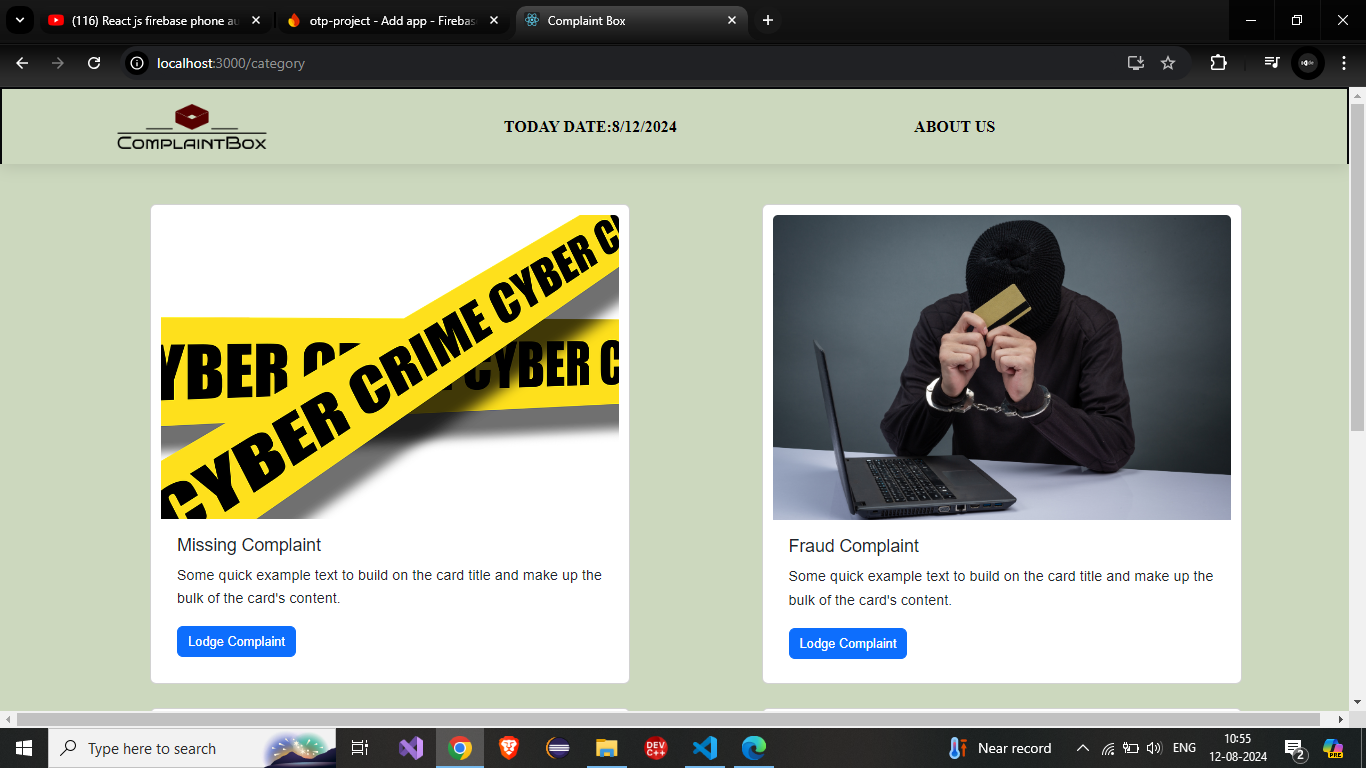 (116) React js firebase phone au
otp-project - Add app - Firebas
Complaint Box
localhost:3000/category
COMPLAINTBOX
TODAY DATE:8/12/2024
ABOUT US
YBER
CYBER C
CYBER CRIME CYBER C
Missing Complaint
Some quick example text to build on the card title and make up the
bulk of the card's content.
Lodge Complaint
Fraud Complaint
Some quick example text to build on the card title and make up the
bulk of the card's content.
Lodge Complaint
Type here to search
DEV
C++
Near record
ENG
10:55
12-08-2024
2
PRE